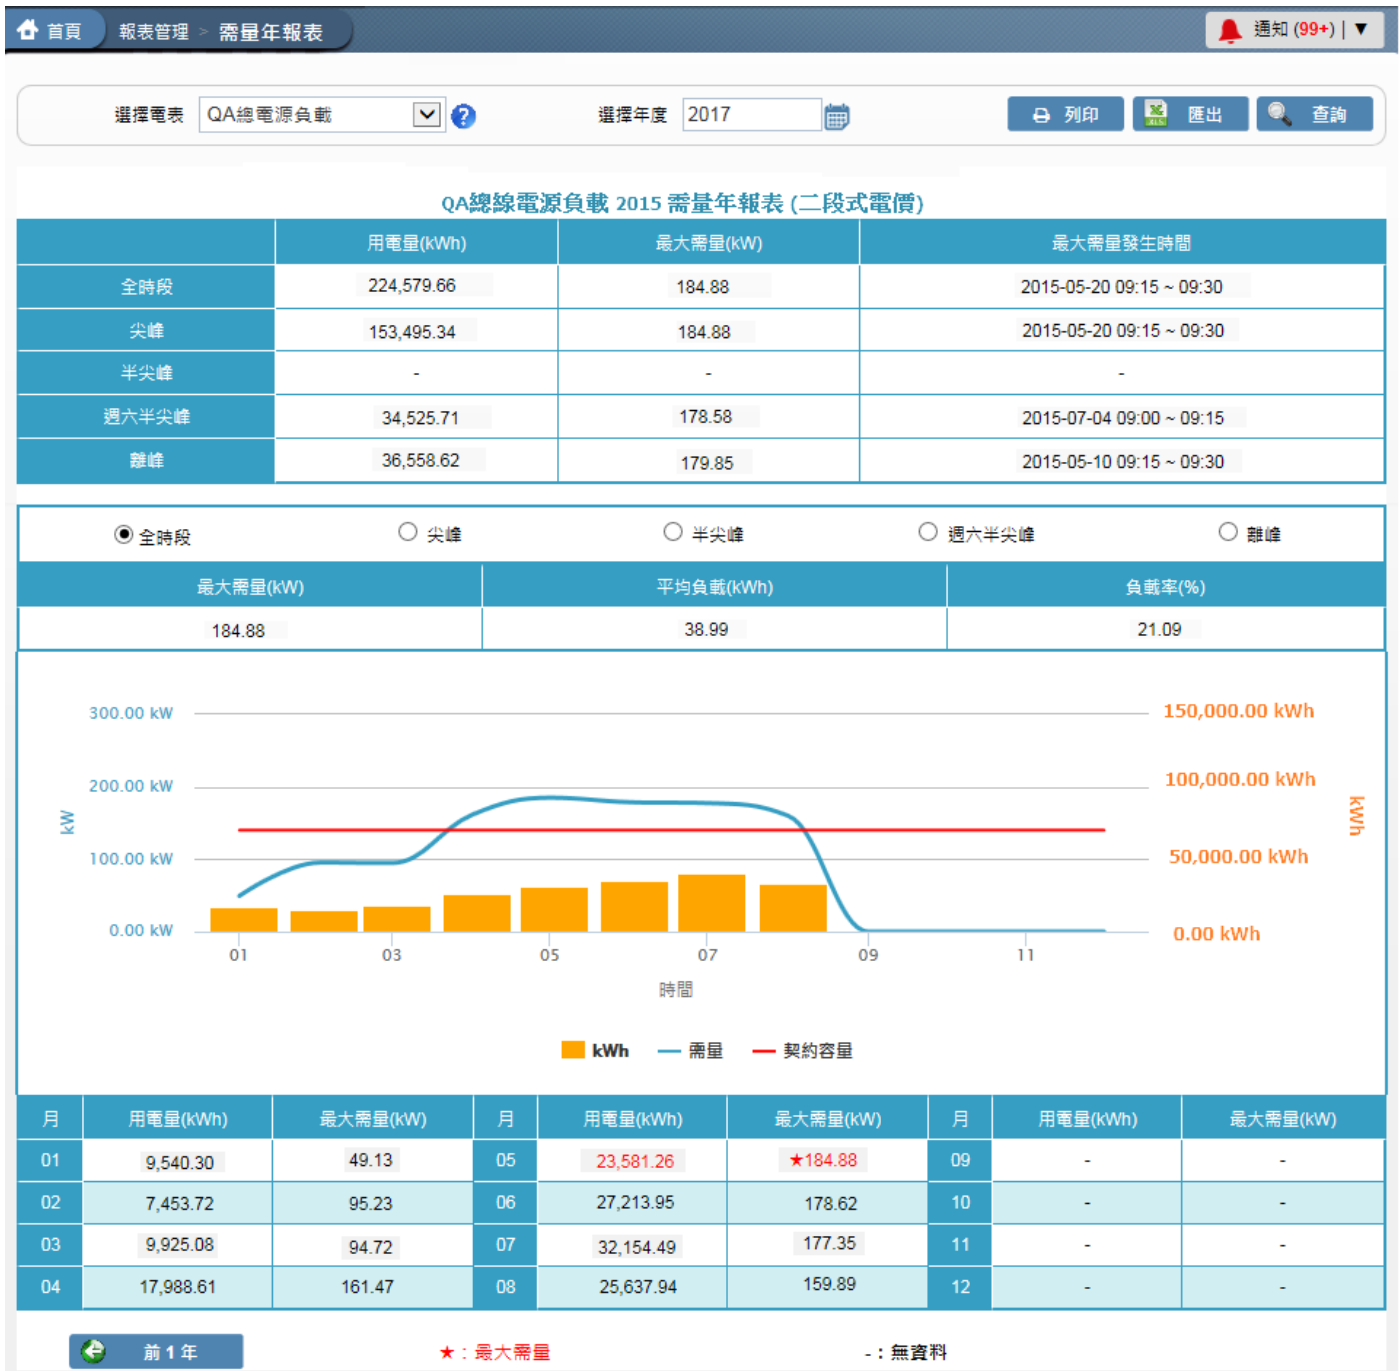 首頁 報表管理 > 需量年報表 通知 (99+) | ▼
選擇電表 QA總電源負載 ? 選擇年度 2017 列印 XLS 匯出 查詢
QA總線電源負載 2015 需量年報表 (二段式電價)
用電量(kWh) 最大需量(kW) 最大需量發生時間
全時段 224,579.66 184.88 2015-05-20 09:15 ~ 09:30
尖峰 153,495.34 184.88 2015-05-20 09:15 ~ 09:30
半尖峰 - - -
週六半尖峰 34,525.71 178.58 2015-07-04 09:00 ~ 09:15
離峰 36,558.62 179.85 2015-05-10 09:15 ~ 09:30
全時段 尖峰 半尖峰 週六半尖峰 離峰
最大需量(kW) 平均負載(kWh) 負載率(%)
184.88 38.99 21.09
300.00 kW 150,000.00 kWh
200.00 kW 100,000.00 kWh
kW kWh
100.00 kW 50,000.00 kWh
0.00 kW 0.00 kWh
01 03 05 07 09 11
時間
kWh 需量 契約容量
月 用電量(kWh) 最大需量(kW) 月 用電量(kWh) 最大需量(kW) 月 用電量(kWh) 最大需量(kW)
01 9,540.30 49.13 05 23,581.26 ★184.88 09 - -
02 7,453.72 95.23 06 27,213.95 178.62 10 - -
03 9,925.08 94.72 07 32,154.49 177.35 11 - -
04 17,988.61 161.47 08 25,637.94 159.89 12 - -
前 1 年 ★：最大需量 -：無資料